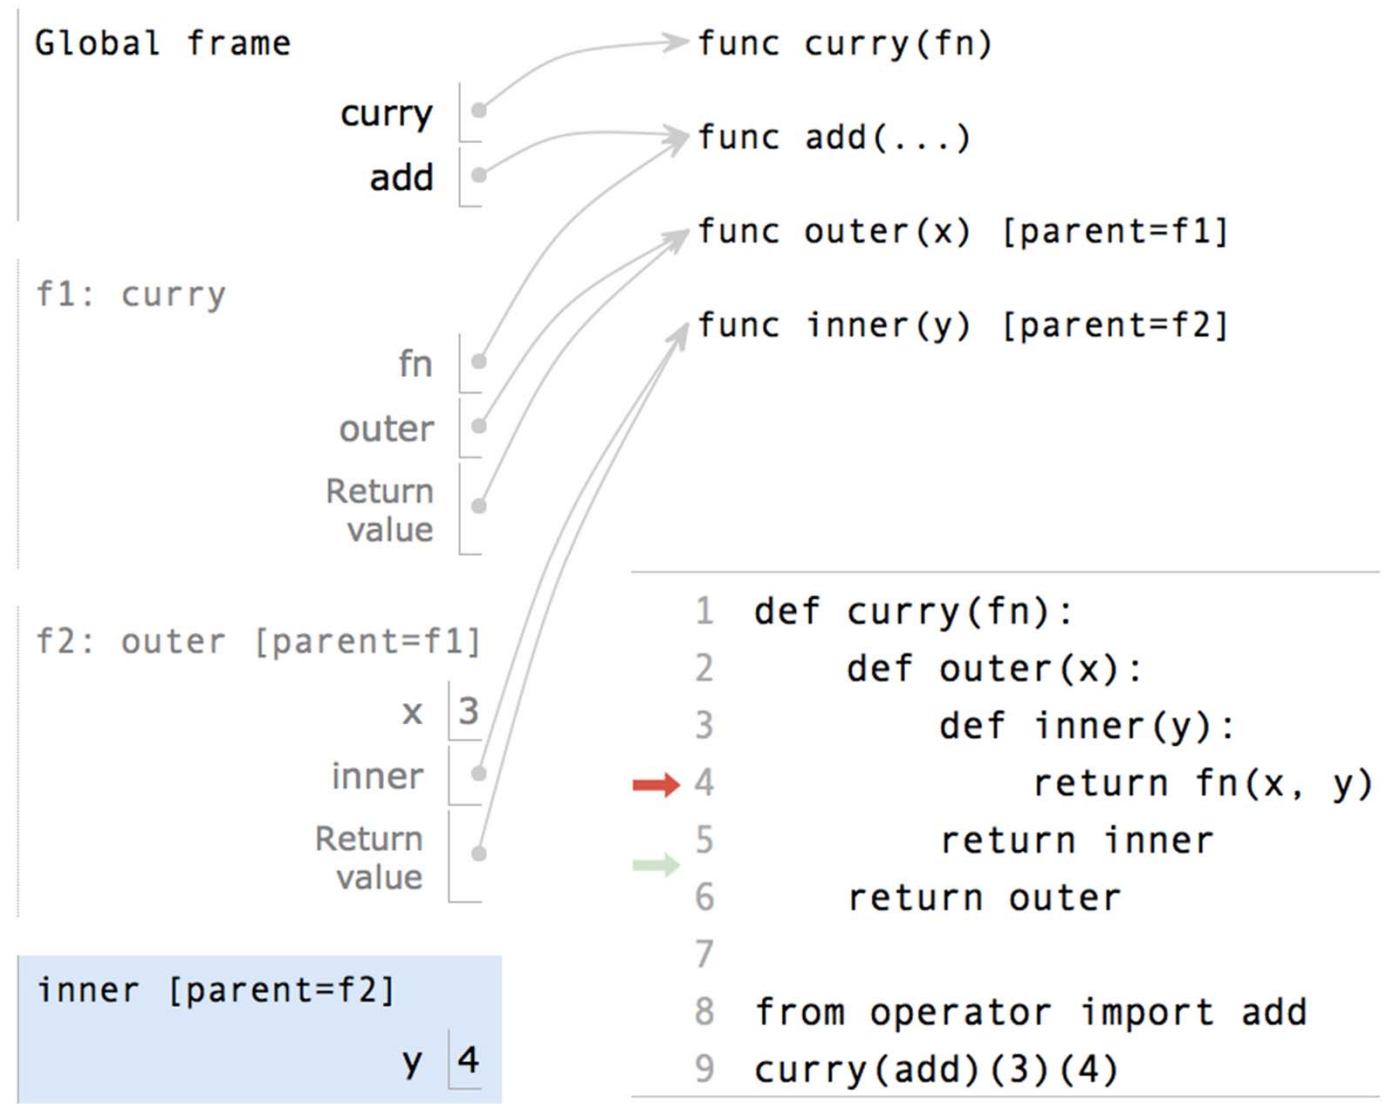 Global frame
curry
add
func curry(fn)
func add(...)
func outer(x) [parent=f1]
func inner(y) [parent=f2]
f1: curry
fn
outer
Return
value
f2: outer [parent=f1]
x 3
inner
Return
value
inner [parent=f2]
y 4
1 def curry(fn):
2     def outer(x):
3         def inner(y):
4             return fn(x, y)
5         return inner
6     return outer
7
8 from operator import add
9 curry(add)(3)(4)